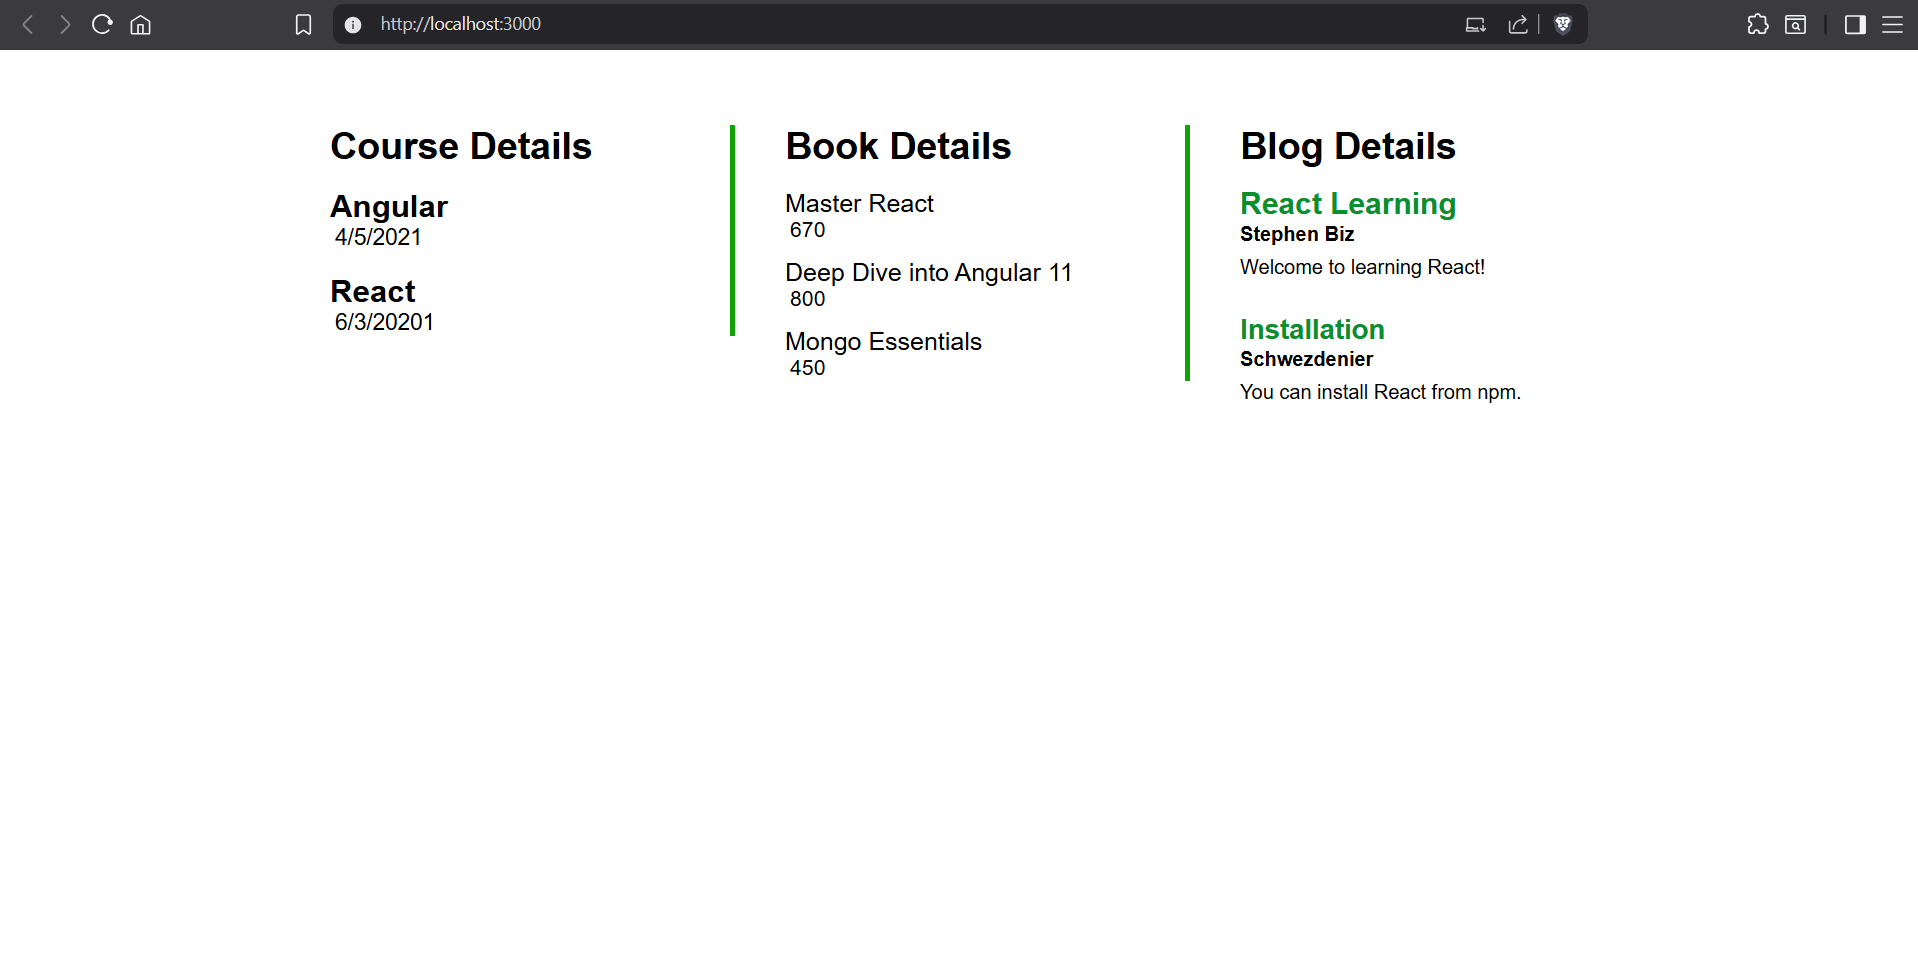 http://localhost:3000
Course Details
Angular
4/5/2021
React
6/3/20201
Book Details
Master React
670
Deep Dive into Angular 11
800
Mongo Essentials
450
Blog Details
React Learning
Stephen Biz
Welcome to learning React!
Installation
Schwezdenier
You can install React from npm.